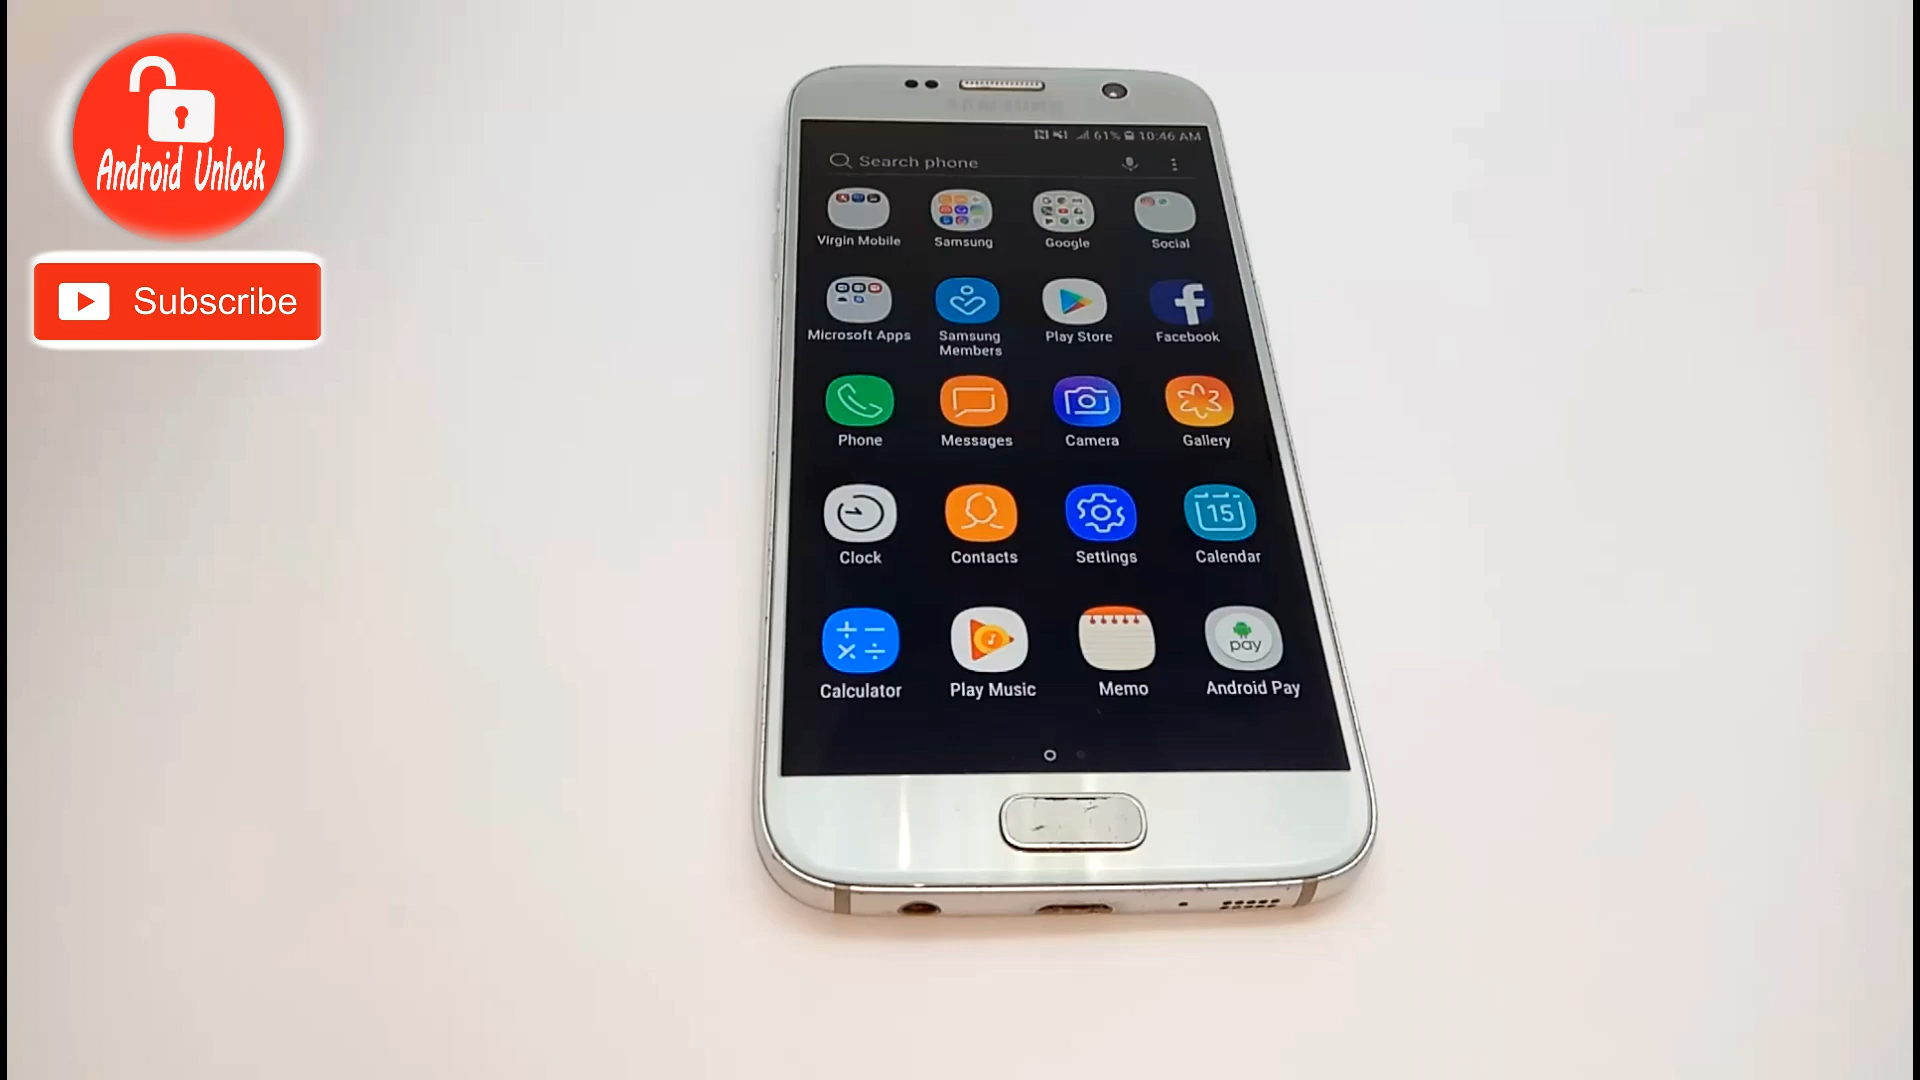 Android Unlock
Subscribe
61% 10:46 AM
Search phone
Virgin Mobile
Samsung
Google
Social
Microsoft Apps
Samsung
Members
Play Store
Facebook
Phone
Messages
Camera
Gallery
Clock
Contacts
Settings
15
Calendar
pay
Calculator
Play Music
Memo
Android Pay